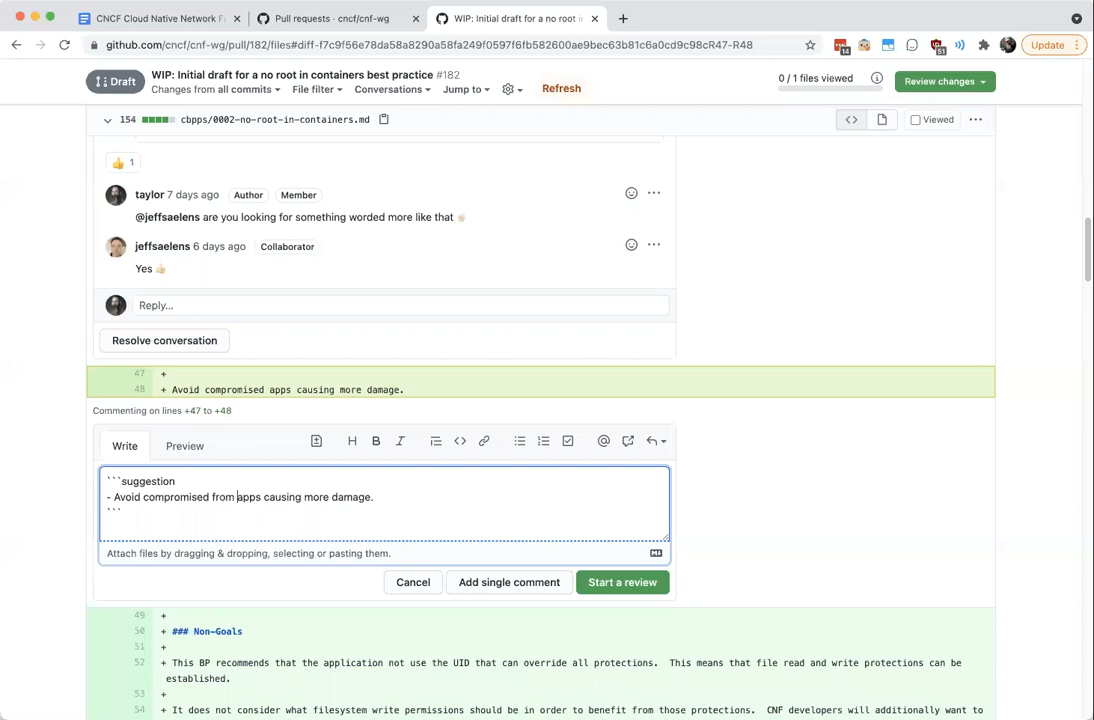 CNCF Cloud Native Network F
Pull requests · cncf/cnf-wg
WIP: Initial draft for a no root i
github.com/cncf/cnf-wg/pull/182/files#diff-f7c9f56e78da58a8290a58fa249f0597f6fb582600ae9bec63b81c6a0cd9c98cR47-R48
14
51
Update
Draft
WIP: Initial draft for a no root in containers best practice #182
Changes from all commits
File filter
Conversations
Jump to
Refresh
0 / 1 files viewed
Review changes
154
cbpps/0002-no-root-in-containers.md
Viewed
1
taylor 7 days ago
Author
Member
@jeffsaelens are you looking for something worded more like that
jeffsaelens 6 days ago
Collaborator
Yes
Reply...
Resolve conversation
47 +
48 + Avoid compromised apps causing more damage.
Commenting on lines +47 to +48
Write
Preview
H B I
```suggestion
- Avoid compromised from apps causing more damage.
```
Attach files by dragging & dropping, selecting or pasting them.
Cancel
Add single comment
Start a review
49 +
50 + ### Non-Goals
51 +
52 + This BP recommends that the application not use the UID that can override all protections. This means that file read and write protections can be
established.
53 +
54 + It does not consider what filesystem write permissions should be in order to benefit from those protections. CNF developers will additionally want to